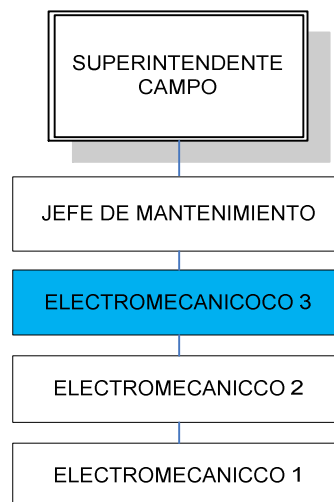 SUPERINTENDENTE
CAMPO
JEFE DE MANTENIMIENTO
ELECTROMECANICOCO 3
ELECTROMECANICCO 2
ELECTROMECANICCO 1